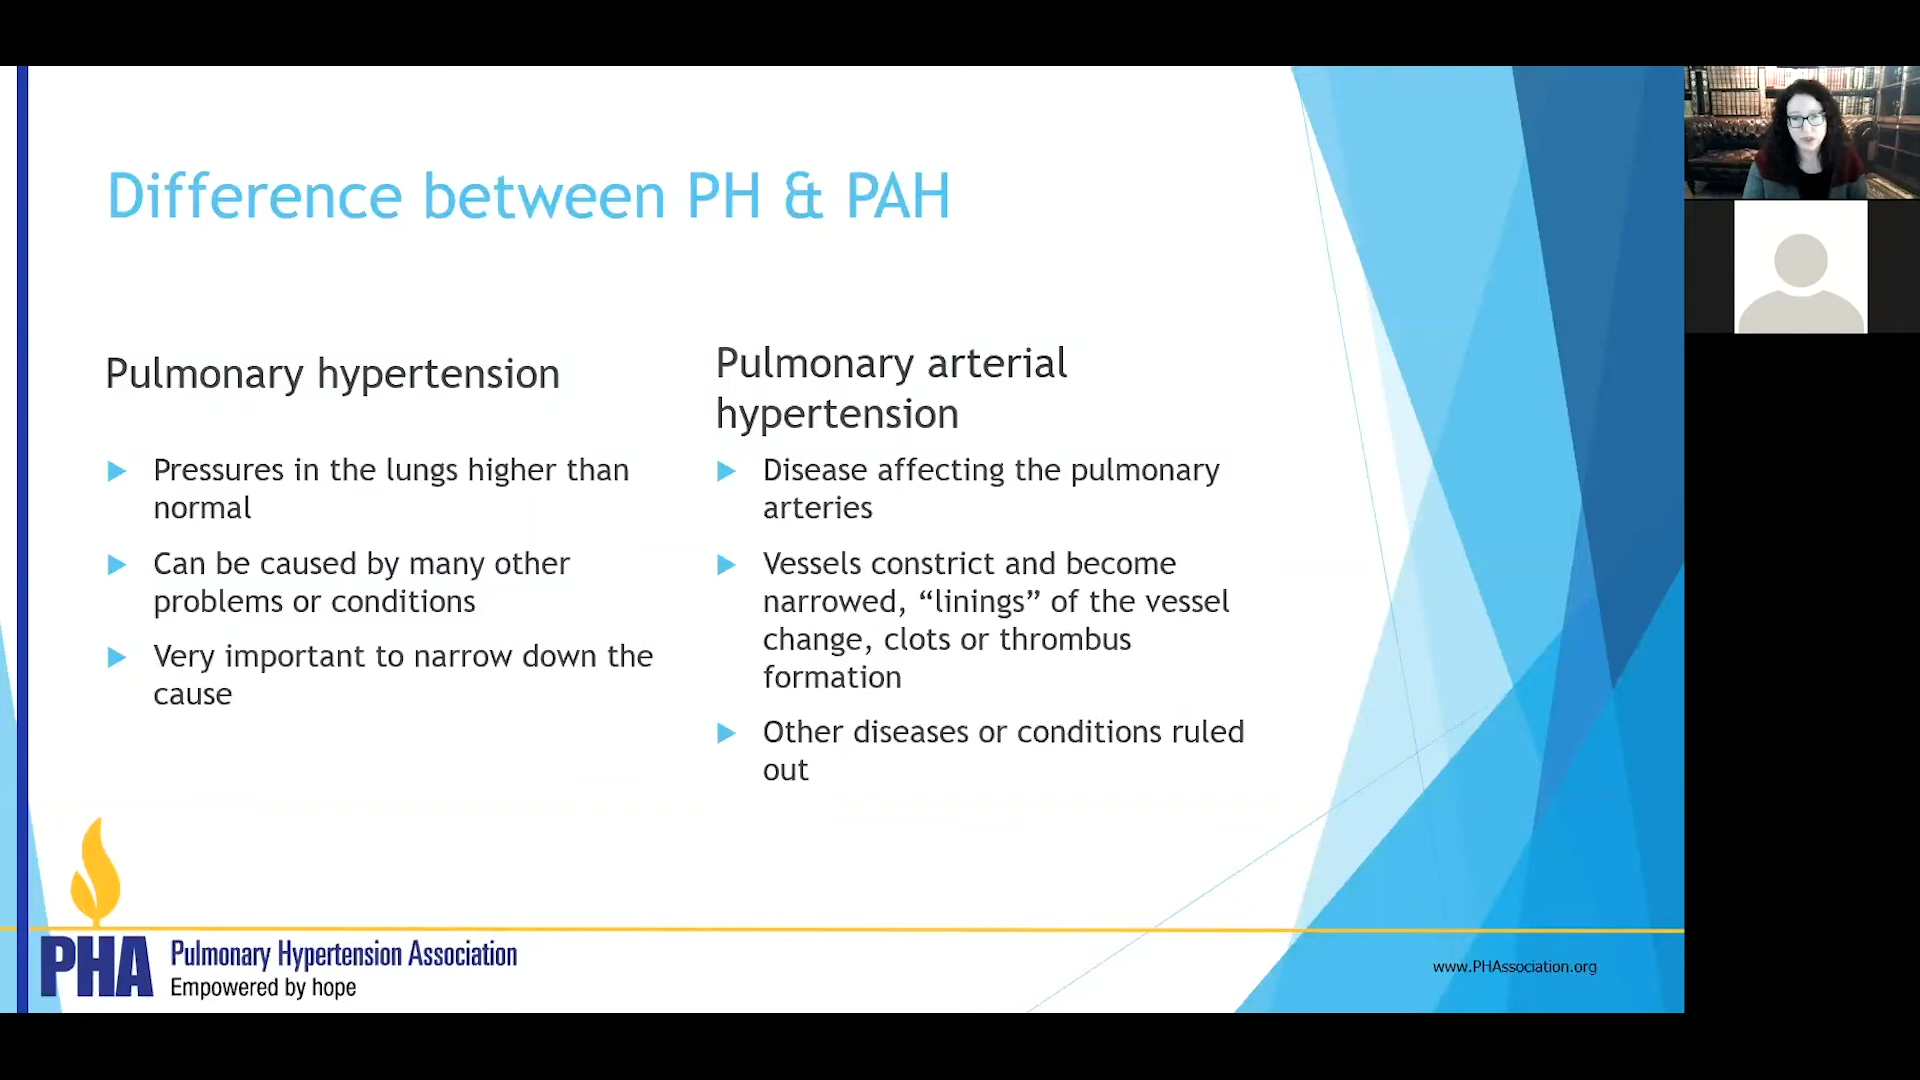 Difference between PH & PAH
Pulmonary hypertension
Pressures in the lungs higher than
normal
Can be caused by many other
problems or conditions
Very important to narrow down the
cause
Pulmonary arterial
hypertension
Disease affecting the pulmonary
arteries
Vessels constrict and become
narrowed, “linings” of the vessel
change, clots or thrombus
formation
Other diseases or conditions ruled
out
PHA
Pulmonary Hypertension Association
Empowered by hope
www.PHAssociation.org